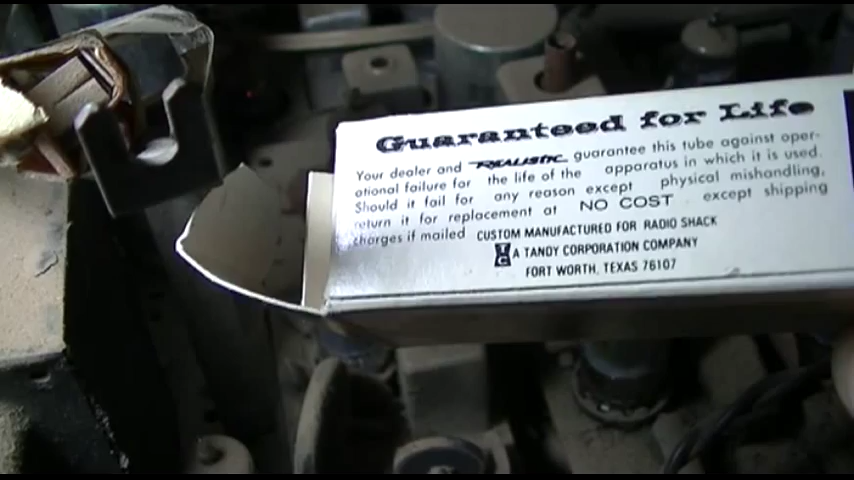 Guaranteed for Life
Your dealer and REALISTIC guarantee this tube against oper-
ational failure for the life of the apparatus in which it is used.
Should it fail for any reason except physical mishandling,
return it for replacement at NO COST except shipping
charges if mailed CUSTOM MANUFACTURED FOR RADIO SHACK
TC A TANDY CORPORATION COMPANY
FORT WORTH, TEXAS 76107